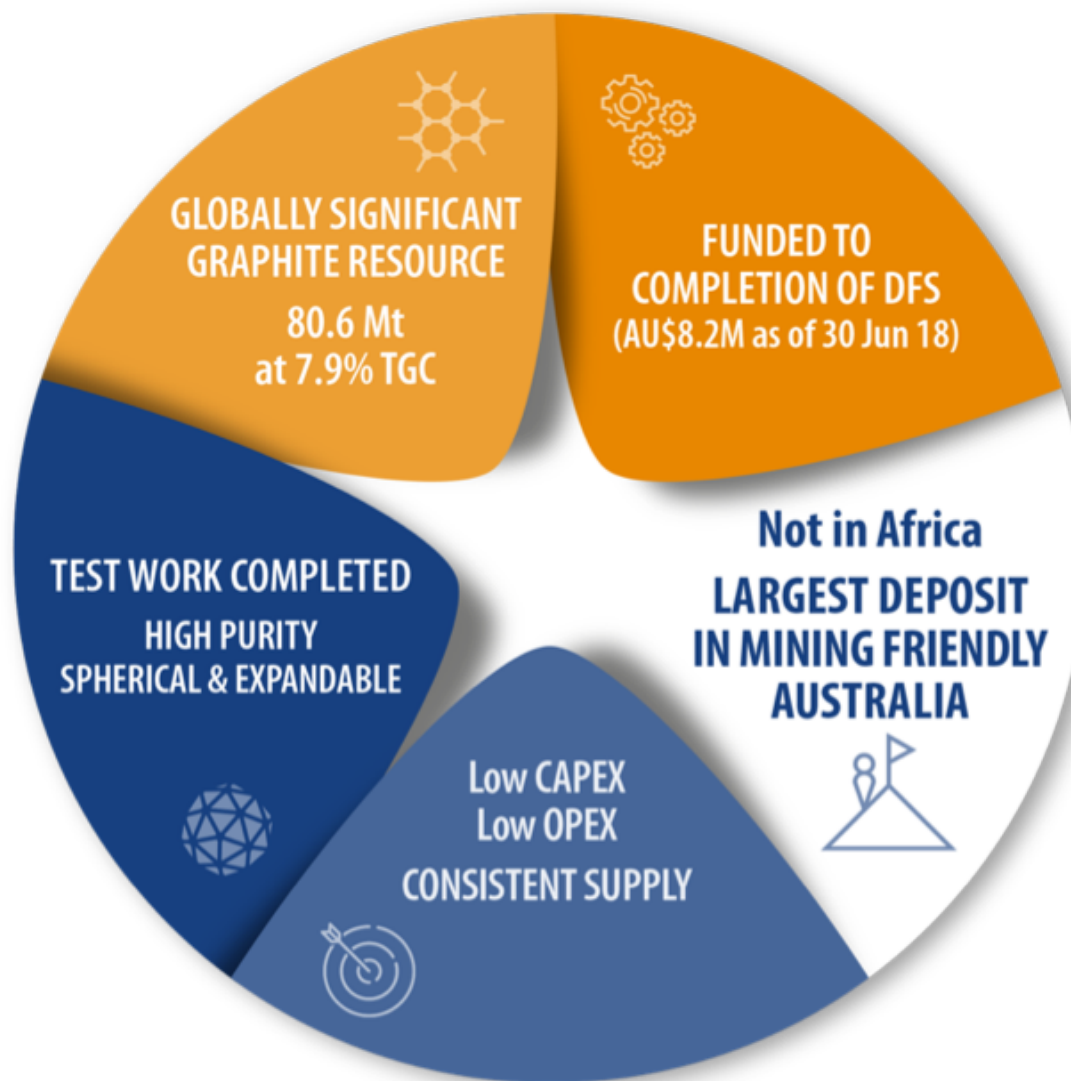 GLOBALLY SIGNIFICANT
GRAPHITE RESOURCE
80.6 Mt
at 7.9% TGC
FUNDED TO
COMPLETION OF DFS
(AU$8.2M as of 30 Jun 18)
Not in Africa
LARGEST DEPOSIT
IN MINING FRIENDLY
AUSTRALIA
Low CAPEX
Low OPEX
CONSISTENT SUPPLY
TEST WORK COMPLETED
HIGH PURITY
SPHERICAL & EXPANDABLE